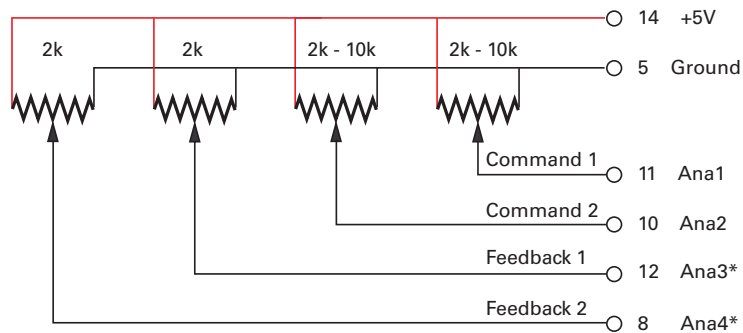 14 +5V
2k 2k 2k - 10k 2k - 10k
5 Ground
Command 1
11 Ana1
Command 2
10 Ana2
Feedback 1
12 Ana3*
Feedback 2
8 Ana4*